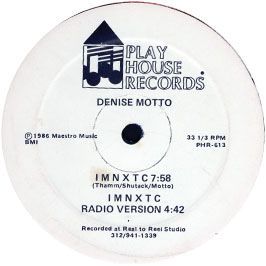 PLAY
HOUSE
RECORDS
DENISE MOTTO
℗ 1986 Maestro Music
BMI
33 1/3 RPM
PHR-613
I M N X T C 7:58
(Thamm/Shutack/Motto)
I M N X T C
RADIO VERSION 4:42
Recorded at Real to Reel Studio
312/941-1339